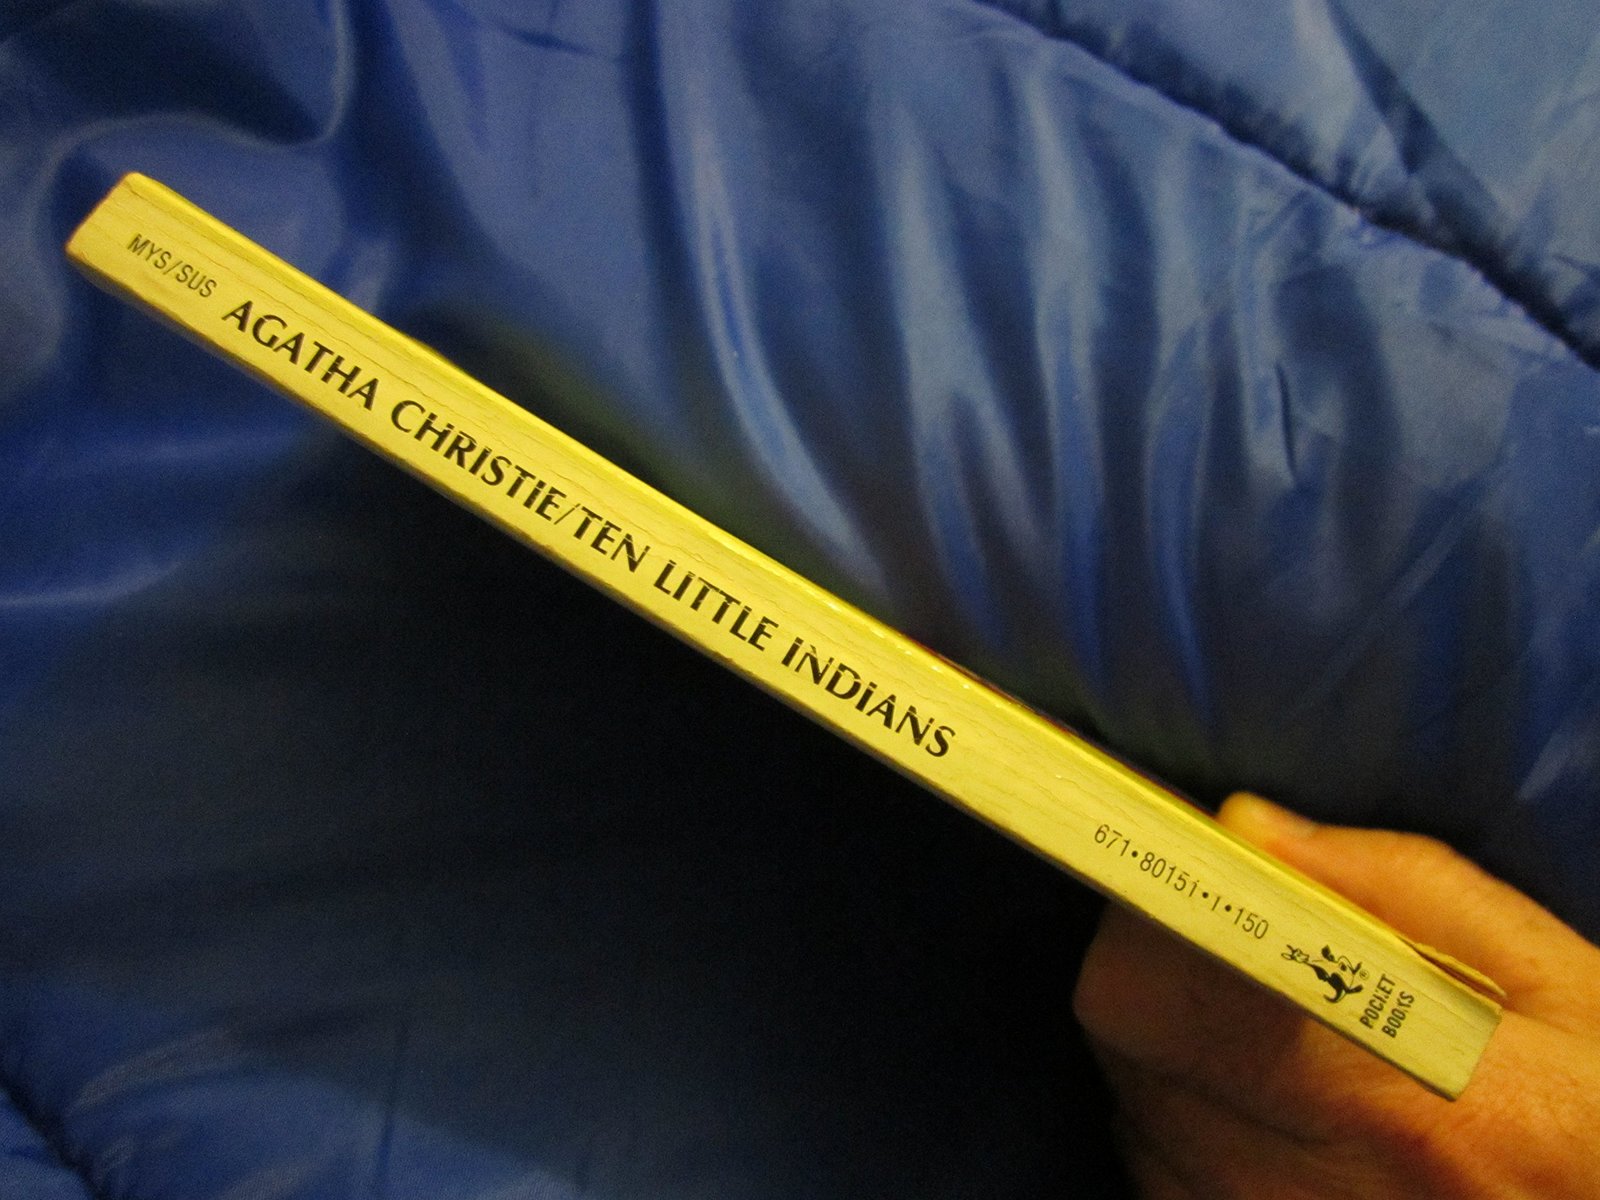 MYS/SUS AGATHA CHRISTIE/TEN LITTLE INDIANS 671•80151•1•150
®
POCKET
BOOKS